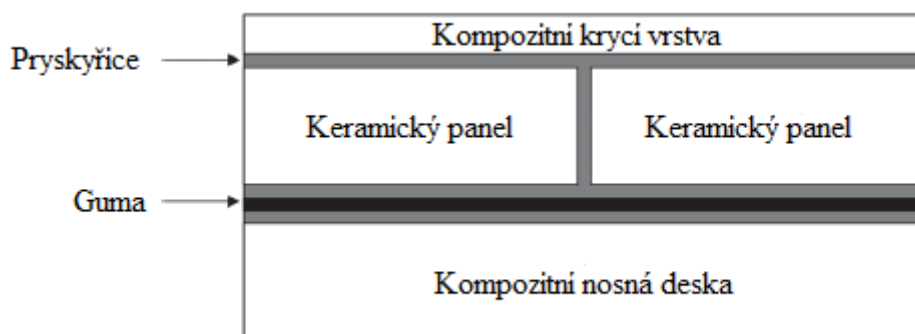 Kompozitní krycí vrstva
Pryskyřice
Keramický panel
Keramický panel
Guma
Kompozitní nosná deska